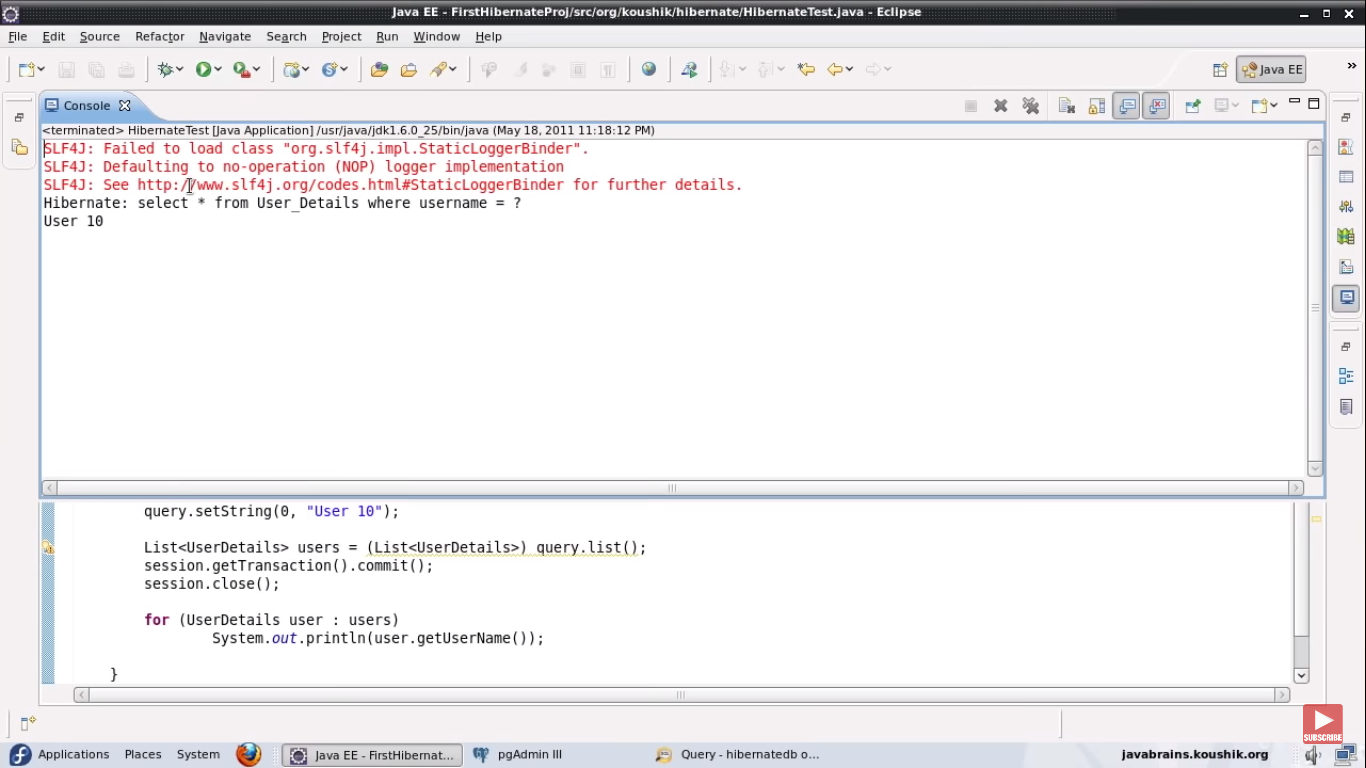 Java EE - FirstHibernateProj/src/org/koushik/hibernate/HibernateTest.java - Eclipse
File Edit Source Refactor Navigate Search Project Run Window Help
Java EE
Console
<terminated> HibernateTest [Java Application] /usr/java/jdk1.6.0_25/bin/java (May 18, 2011 11:18:12 PM)
SLF4J: Failed to load class "org.slf4j.impl.StaticLoggerBinder".
SLF4J: Defaulting to no-operation (NOP) logger implementation
SLF4J: See http://www.slf4j.org/codes.html#StaticLoggerBinder for further details.
Hibernate: select * from User_Details where username = ?
User 10
query.setString(0, "User 10");
List<UserDetails> users = (List<UserDetails>) query.list();
session.getTransaction().commit();
session.close();
for (UserDetails user : users)
System.out.println(user.getUserName());
}
SUBSCRIBE
Applications Places System Java EE - FirstHibernat... pgAdmin III Query - hibernatedb o... javabrains.koushik.org